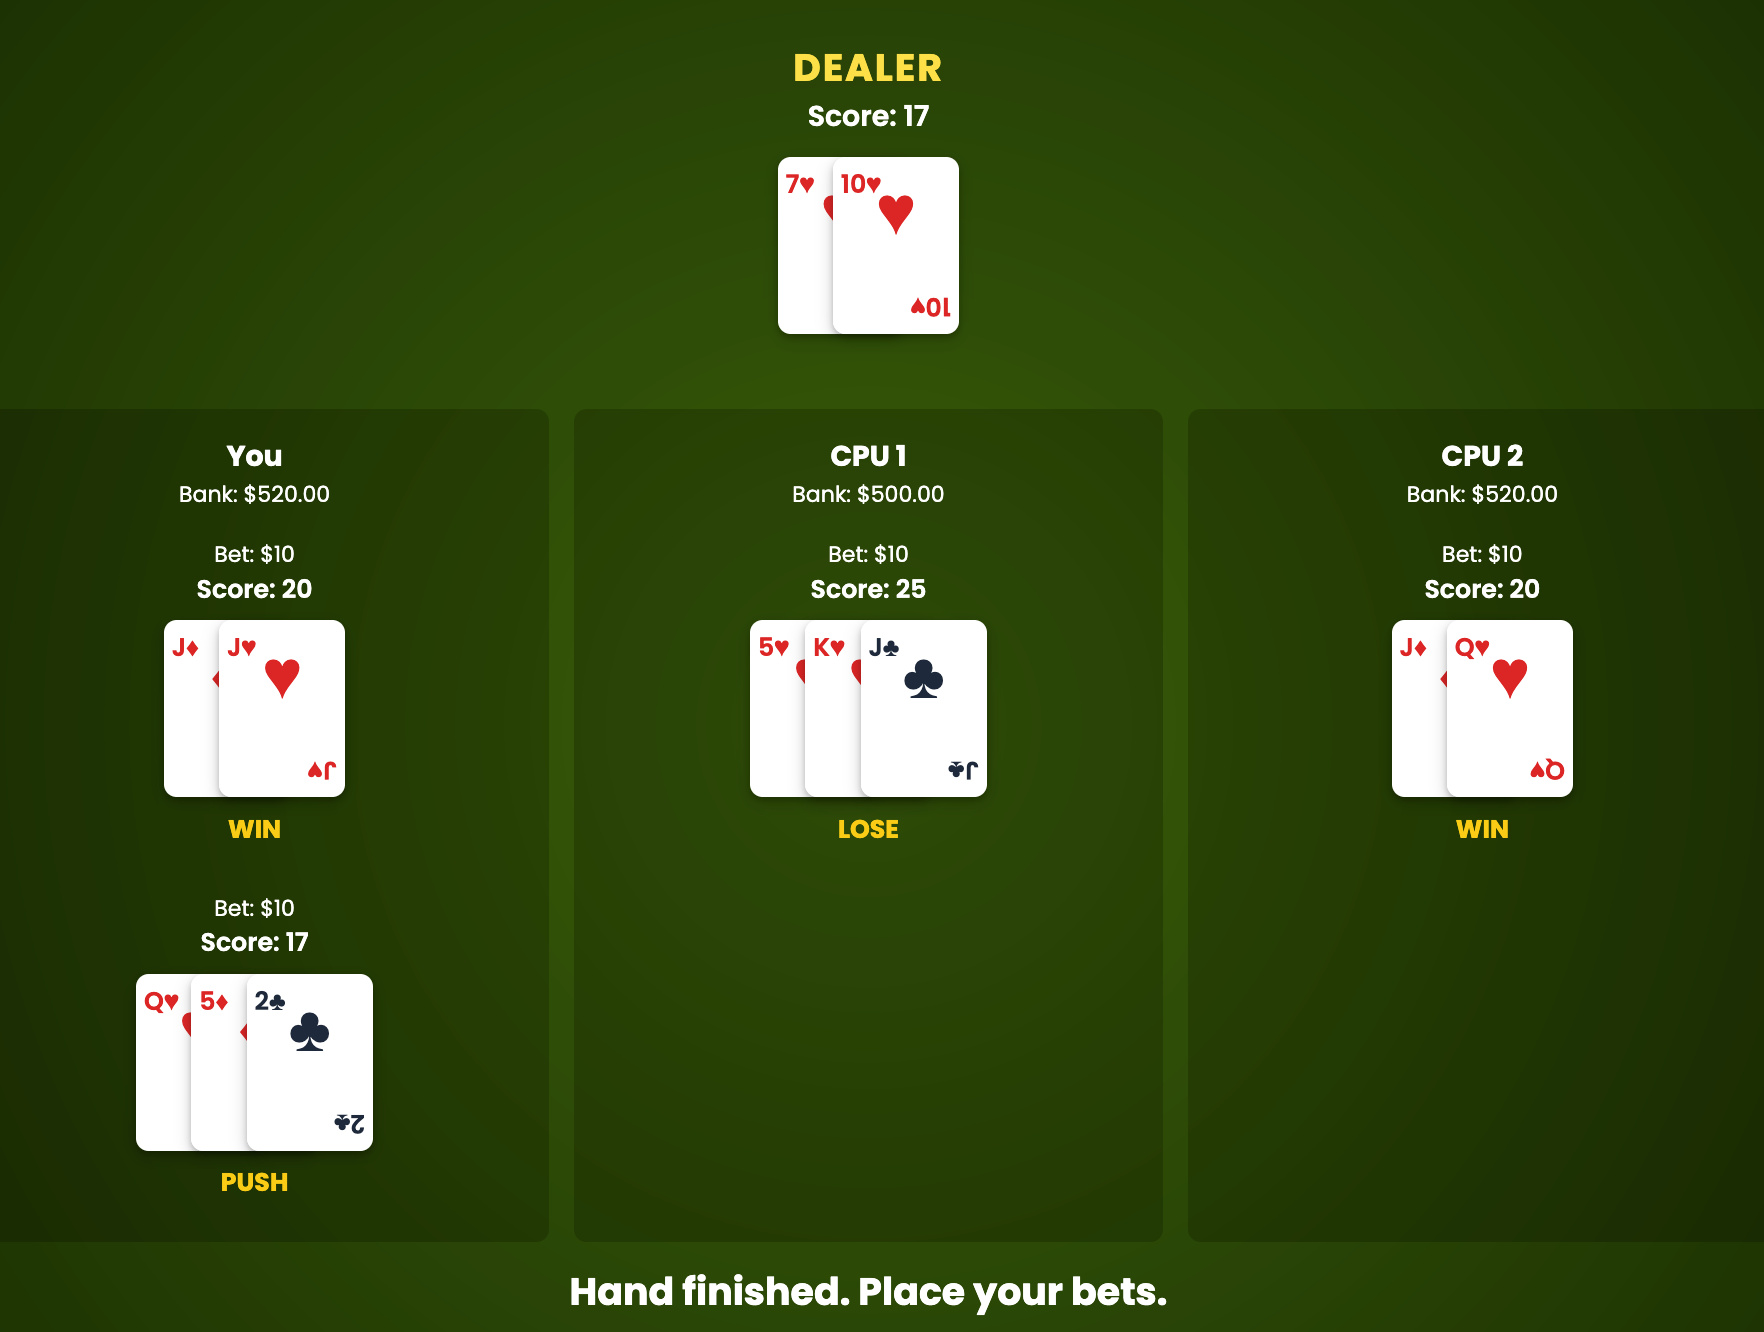 DEALER
Score: 17
7♥ 10♥
10♥
You
Bank: $520.00
Bet: $10
Score: 20
J♦ J♥
J♥
WIN
Bet: $10
Score: 17
Q♥ 5♦ 2♣
2♣
PUSH
CPU 1
Bank: $500.00
Bet: $10
Score: 25
5♥ K♥ J♣
J♣
LOSE
CPU 2
Bank: $520.00
Bet: $10
Score: 20
J♦ Q♥
Q♥
WIN
Hand finished. Place your bets.